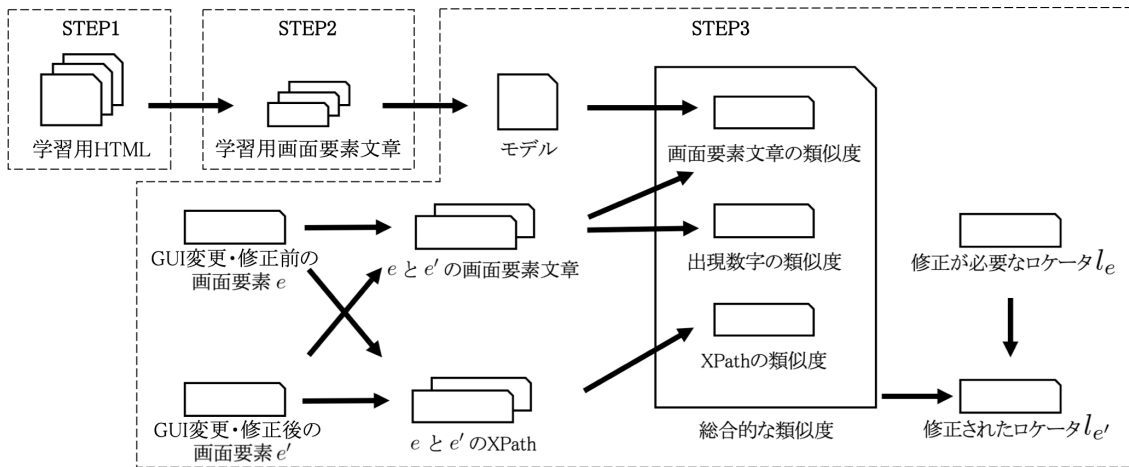 STEP1
STEP2
STEP3
学習用HTML
学習用画面要素文章
モデル
画面要素文章の類似度
GUI変更・修正前の
画面要素 e
e と e′ の画面要素文章
出現数字の類似度
修正が必要なロケータ l_e
XPathの類似度
GUI変更・修正後の
画面要素 e′
e と e′ のXPath
総合的な類似度
修正されたロケータ l_e′